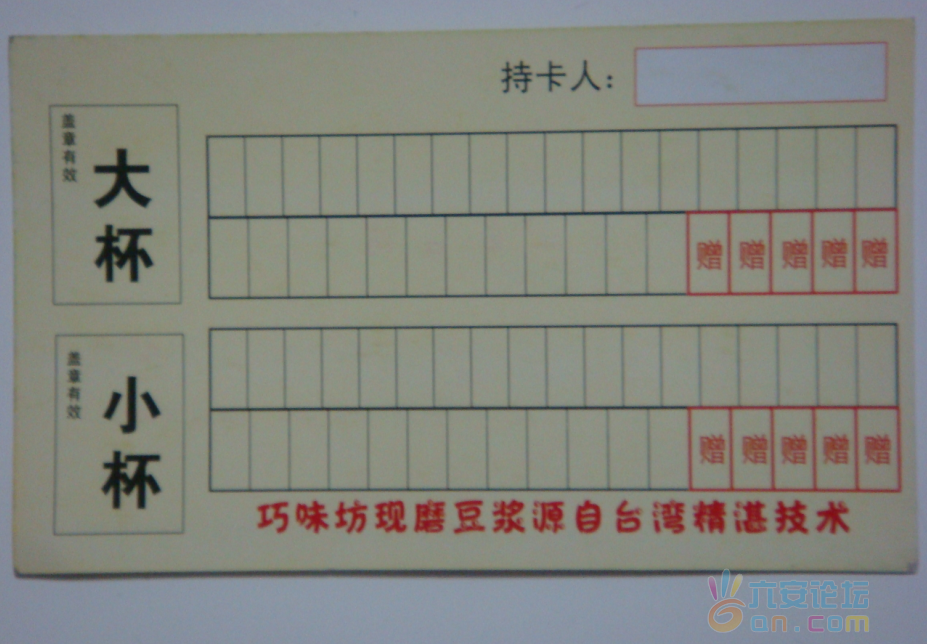 持卡人：
盖章有效
大杯
赠 赠 赠 赠 赠
盖章有效
小杯
赠 赠 赠 赠 赠
巧味坊现磨豆浆源自台湾精湛技术
六安论坛
6an.com